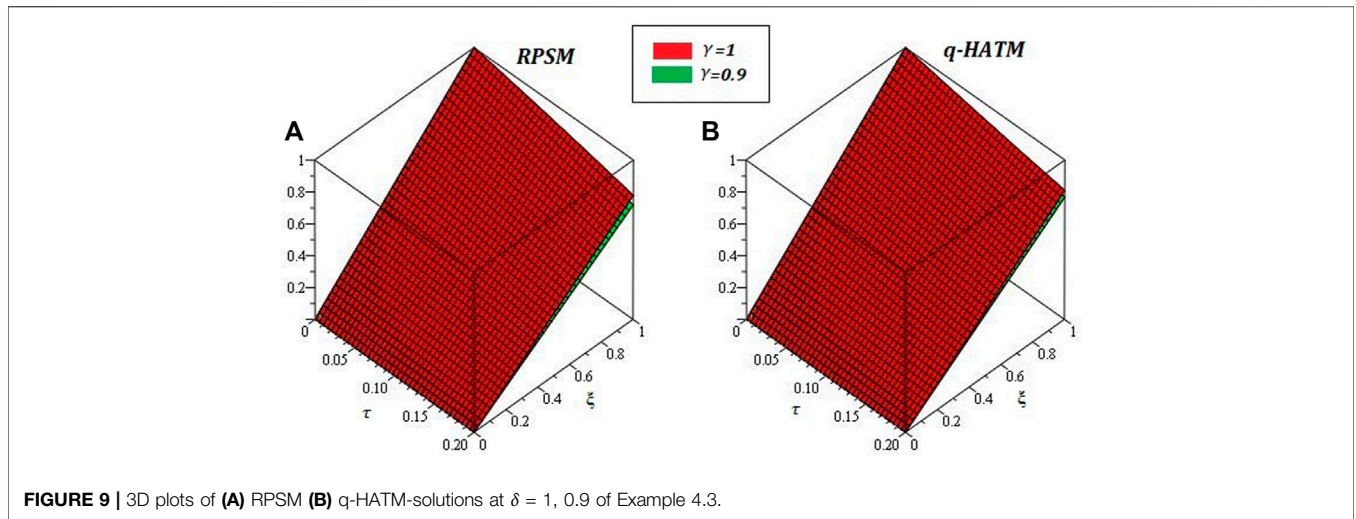 RPSM
γ=1
γ=0.9
q-HATM
A
1
0.8
0.6
0.4
0.2
0
0.05
0.10
0.15
0.20
τ
0
0.2
0.4
0.6
0.8
1
ξ
B
1
0.8
0.6
0.4
0.2
0
0.05
0.10
0.15
0.20
τ
0
0.2
0.4
0.6
0.8
1
ξ
FIGURE 9 | 3D plots of (A) RPSM (B) q-HATM-solutions at δ = 1, 0.9 of Example 4.3.